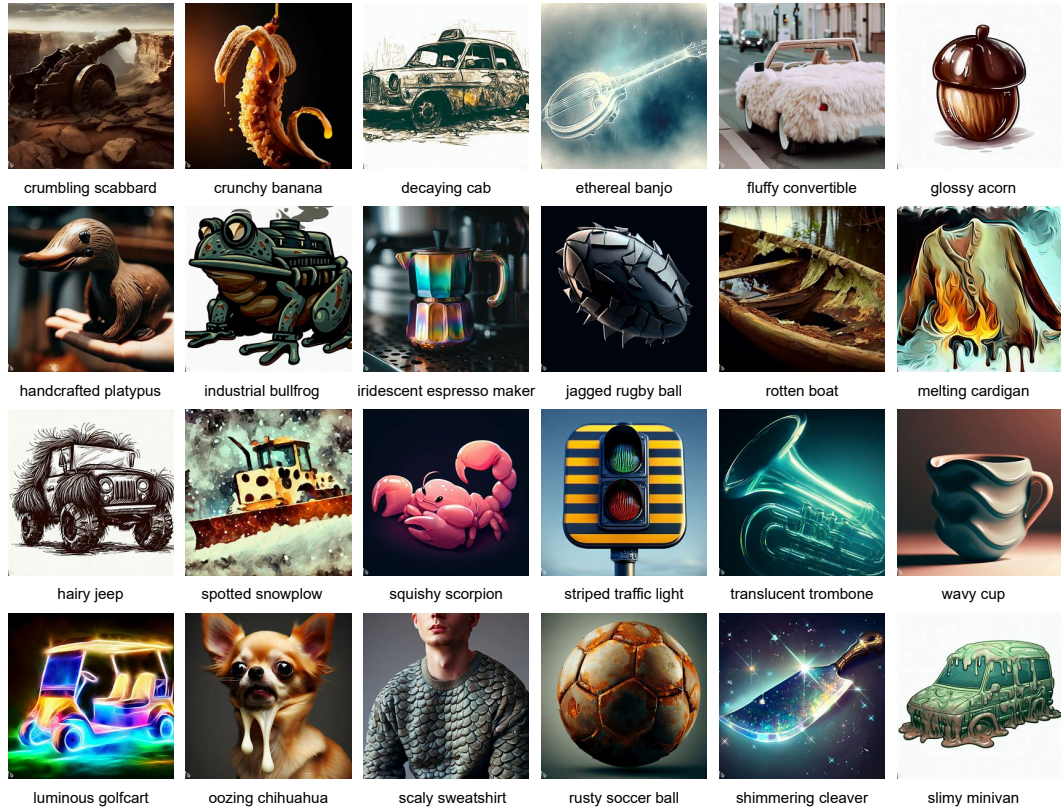 crumbling scabbard
crunchy banana
decaying cab
ethereal banjo
fluffy convertible
glossy acorn
handcrafted platypus
industrial bullfrog
iridescent espresso maker
jagged rugby ball
rotten boat
melting cardigan
hairy jeep
spotted snowplow
squishy scorpion
striped traffic light
translucent trombone
wavy cup
luminous golfcart
oozing chihuahua
scaly sweatshirt
rusty soccer ball
shimmering cleaver
slimy minivan